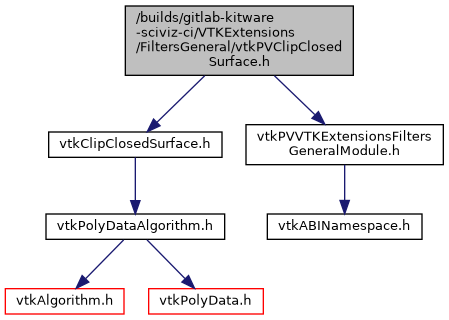 /builds/gitlab-kitware
-sciviz-ci/VTKExtensions
/FiltersGeneral/vtkPVClipClosed
Surface.h
vtkClipClosedSurface.h
vtkPVVTKExtensionsFilters
GeneralModule.h
vtkPolyDataAlgorithm.h
vtkABINamespace.h
vtkAlgorithm.h
vtkPolyData.h